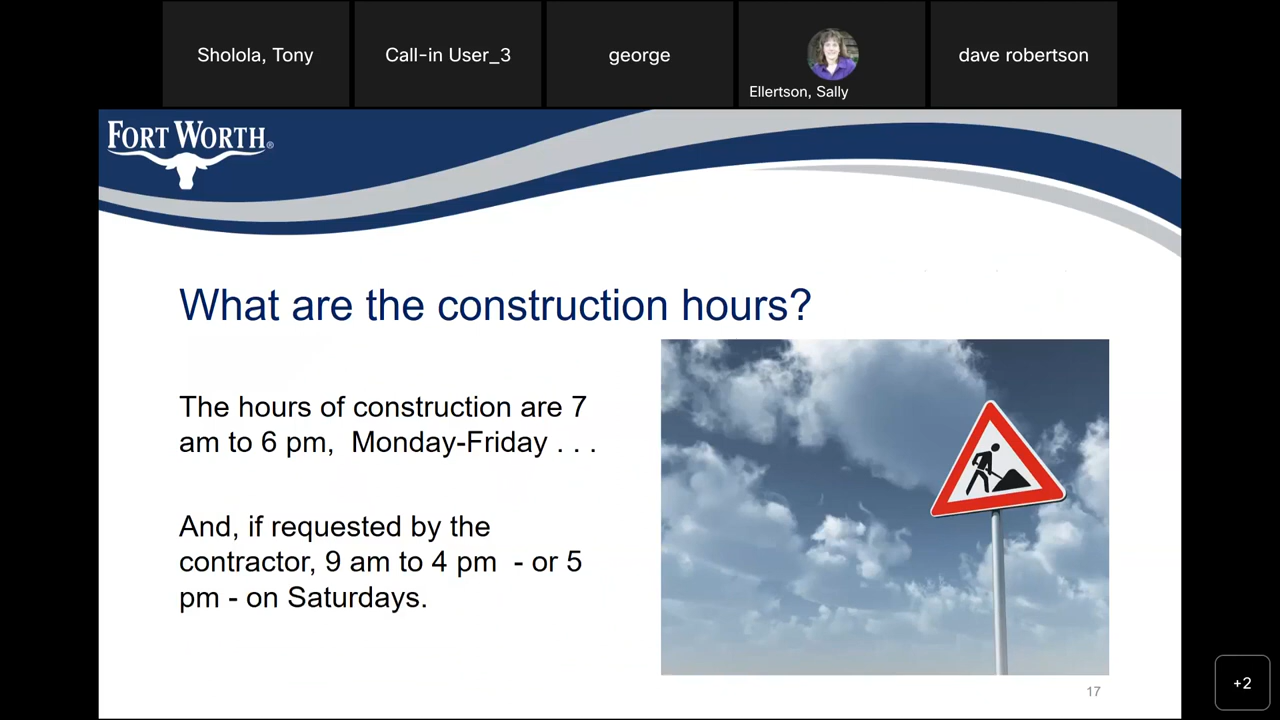 Sholola, Tony
Call-in User_3
george
Ellertson, Sally
dave robertson
FORT WORTH®
What are the construction hours?
The hours of construction are 7
am to 6 pm,  Monday-Friday . . .
And, if requested by the
contractor, 9 am to 4 pm  - or 5
pm - on Saturdays.
17
+2